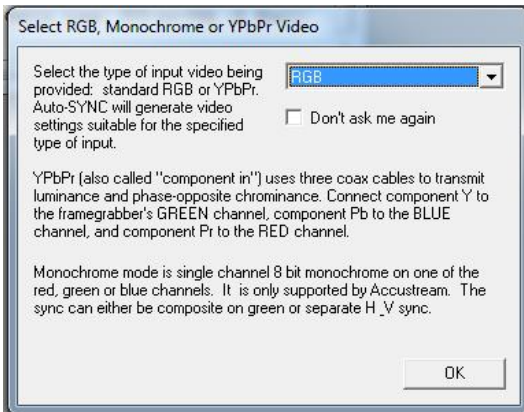 Select RGB, Monochrome or YPbPr Video
Select the type of input video being
provided: standard RGB or YPbPr.
Auto-SYNC will generate video
settings suitable for the specified
type of input.
RGB
Don't ask me again
YPbPr (also called "component in") uses three coax cables to transmit
luminance and phase-opposite chrominance. Connect component Y to
the framegrabber's GREEN channel, component Pb to the BLUE
channel, and component Pr to the RED channel.
Monochrome mode is single channel 8 bit monochrome on one of the
red, green or blue channels. It is only supported by Accustream. The
sync can either be composite on green or separate H_V sync.
OK